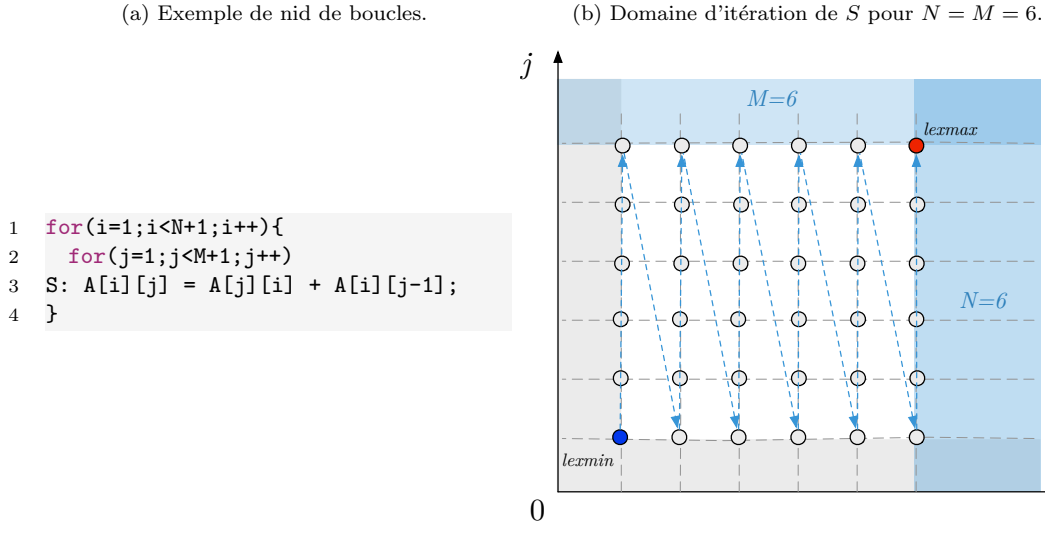 (a) Exemple de nid de boucles.
1 for(i=1;i<N+1;i++){
2 for(j=1;j<M+1;j++)
3 S: A[i][j] = A[j][i] + A[i][j-1];
4 }
(b) Domaine d'itération de S pour N = M = 6.
j
M=6
lexmax
N=6
lexmin
0